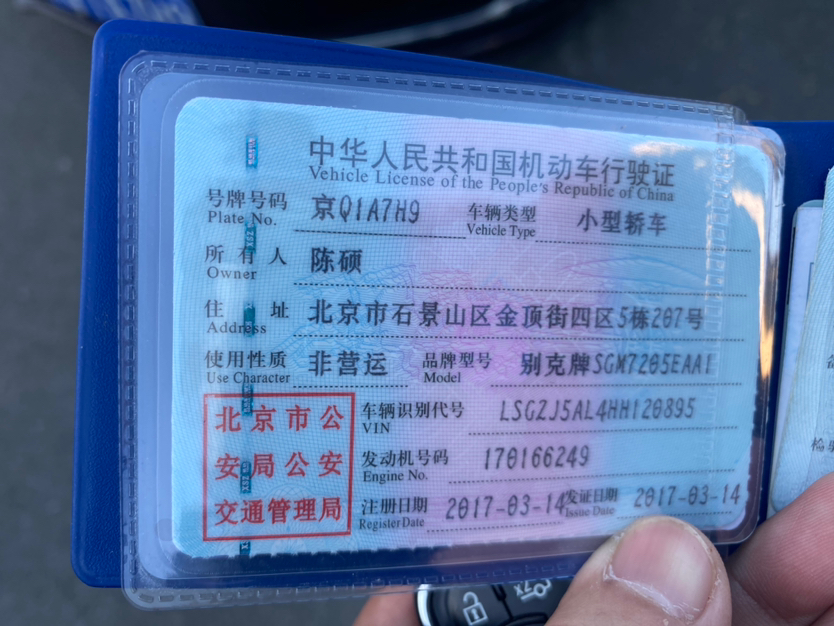 中华人民共和国机动车行驶证
Vehicle License of the People's Republic of China
号牌号码 京Q1A7H9 车辆类型 小型轿车
Plate No. Vehicle Type
所有人 陈硕
Owner
住址 北京市石景山区金顶街四区5栋207号
Address
使用性质 非营运 品牌型号 别克牌SGM7205EAA1
Use Character Model
北京市公
安局公安
交通管理局
车辆识别代号 LSGZJ5AL4HH120895
VIN
发动机号码 170166249
Engine No.
注册日期 2017-03-14 发证日期 2017-03-14
Register Date Issue Date